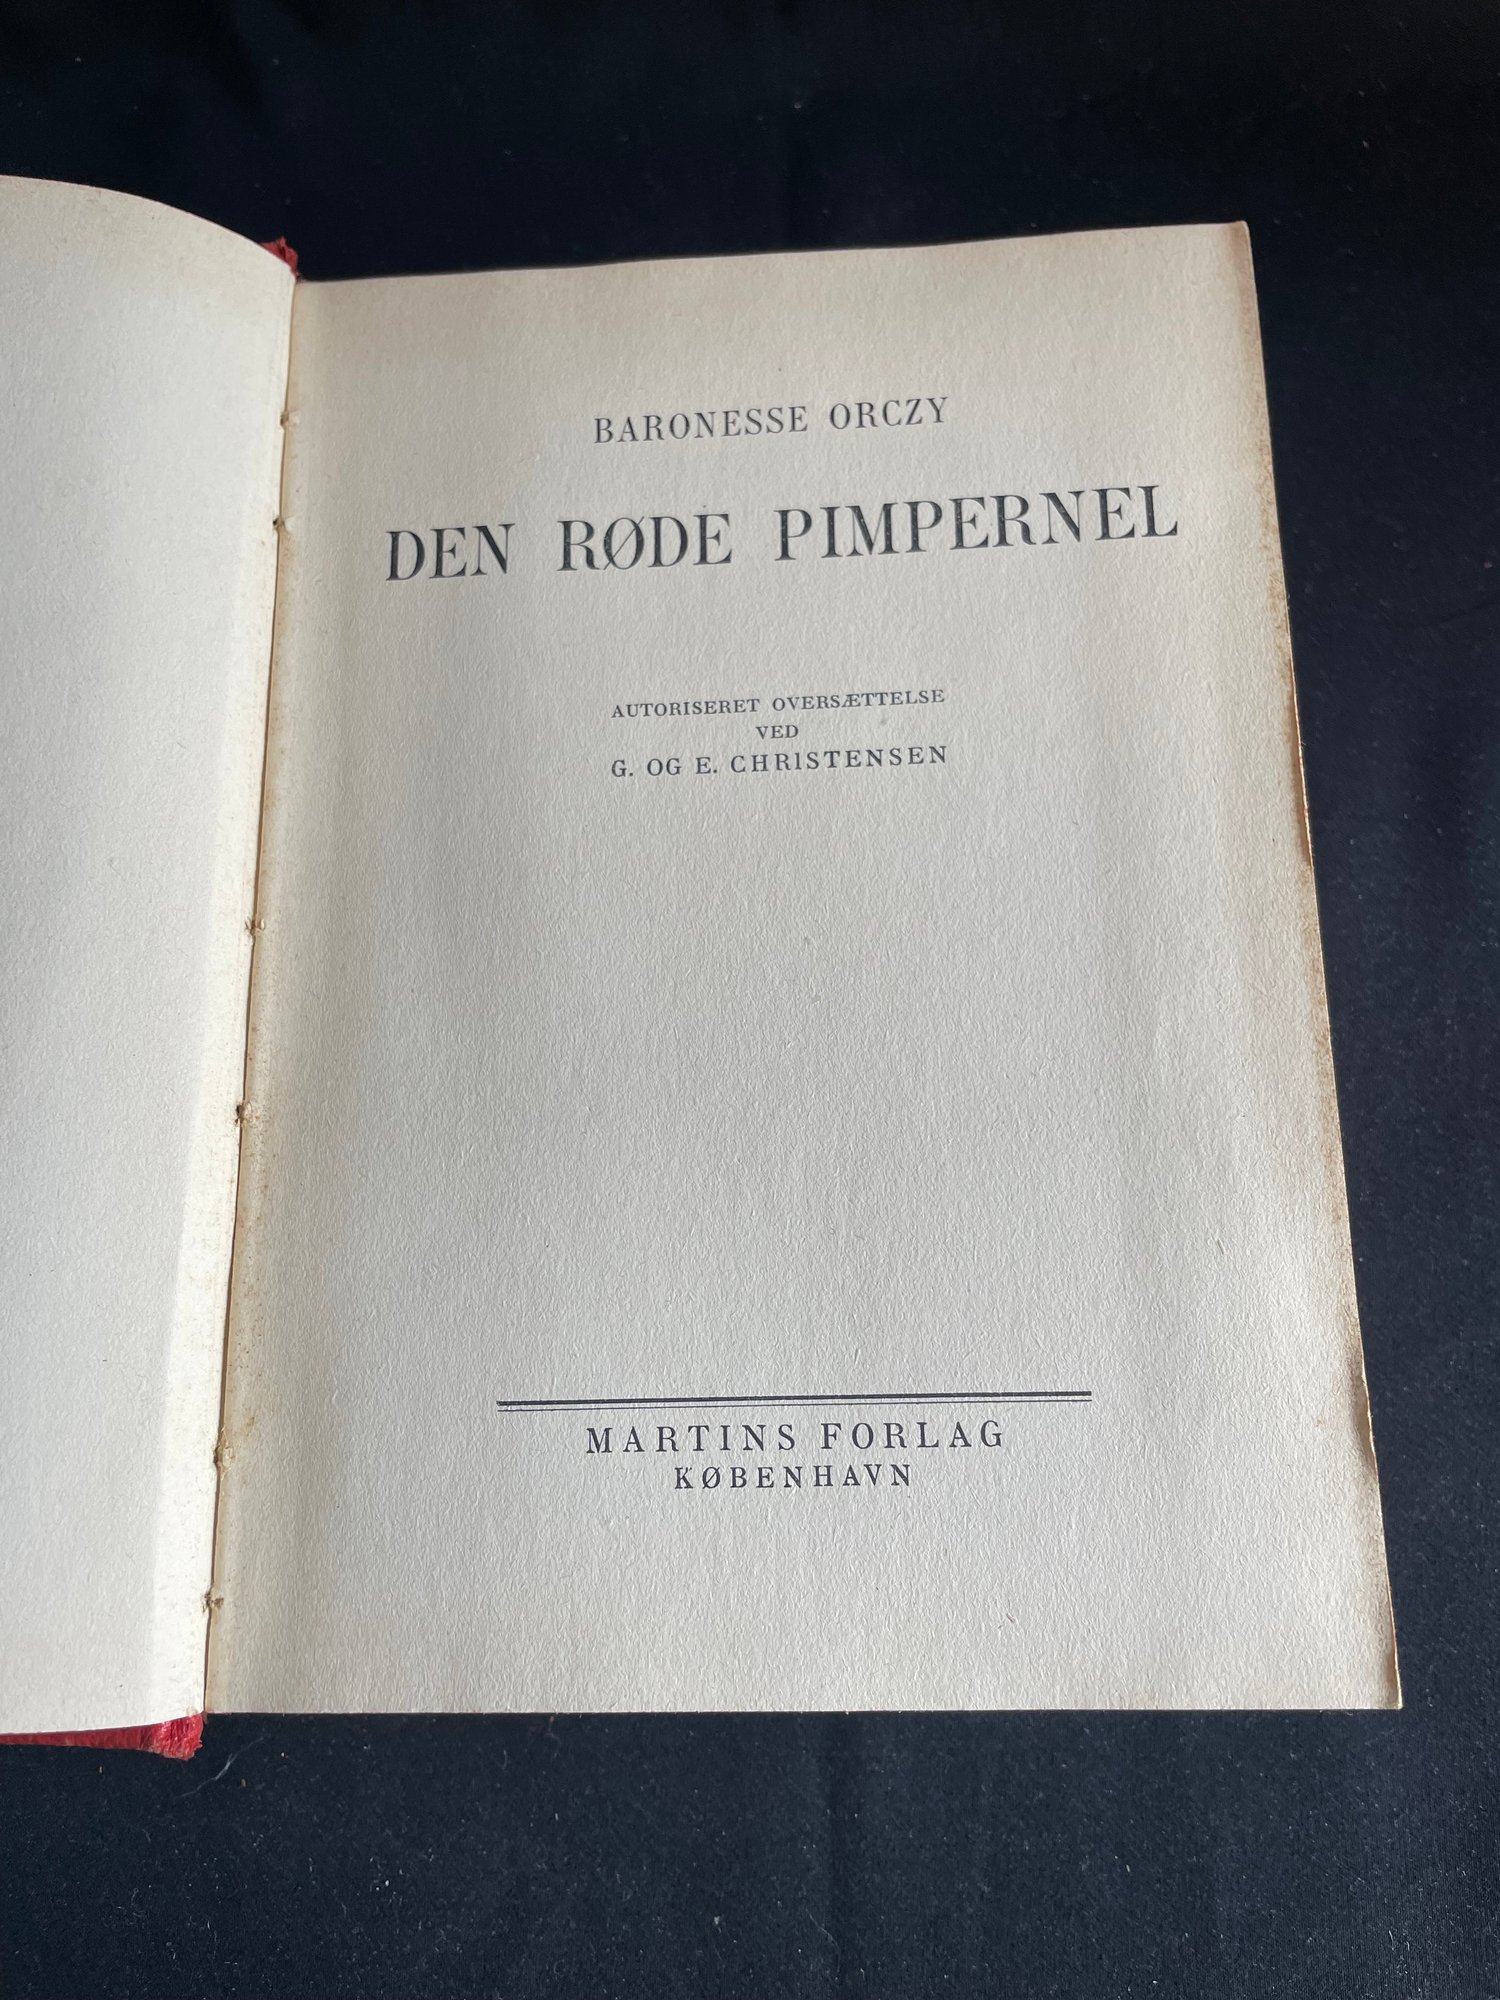 BARONESSE ORCZY
DEN RØDE PIMPERNEL
AUTORISERET OVERSÆTTELSE
VED
G. OG E. CHRISTENSEN
MARTINS FORLAG
KØBENHAVN